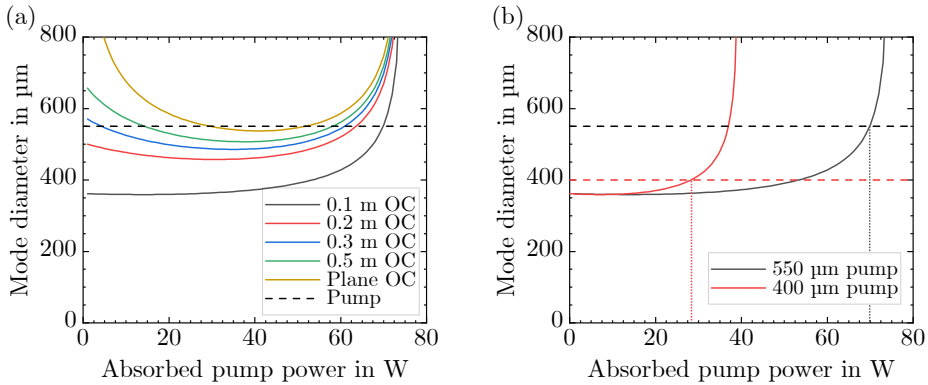 (a)
800
600
400
200
0
0 20 40 60 80
Mode diameter in µm
Absorbed pump power in W
0.1 m OC
0.2 m OC
0.3 m OC
0.5 m OC
Plane OC
Pump
(b)
800
600
400
200
0
0 20 40 60 80
Mode diameter in µm
Absorbed pump power in W
550 µm pump
400 µm pump